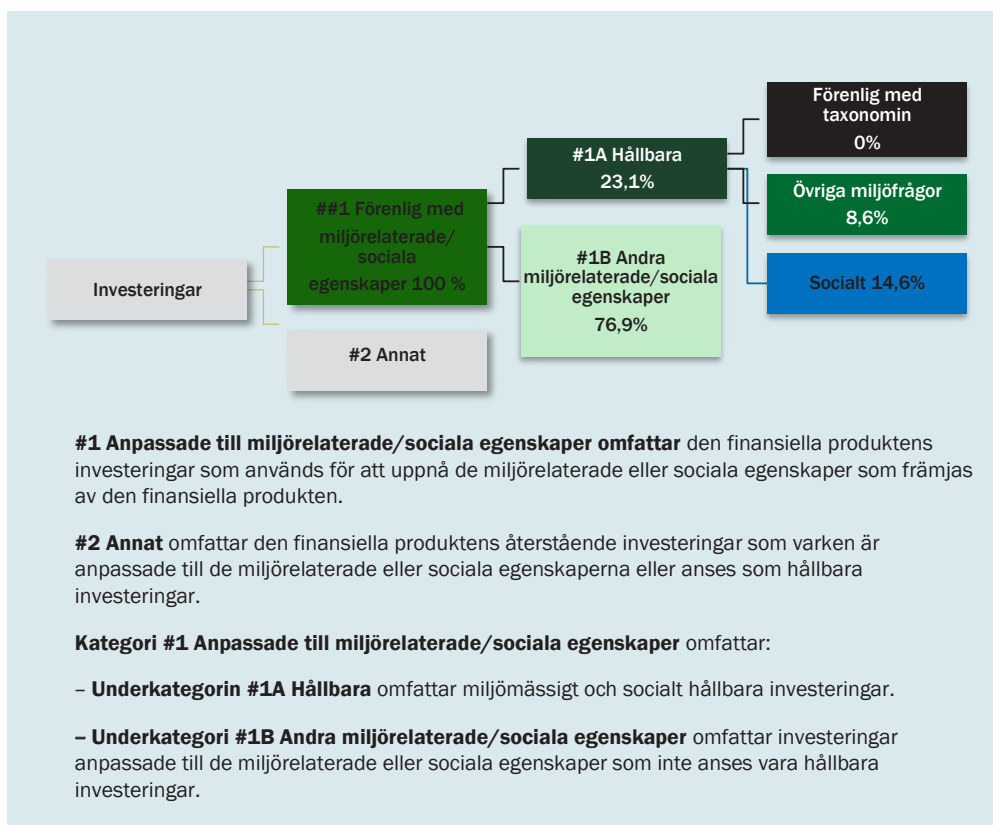 Investeringar
##1 Förenlig med
miljörelaterade/
sociala
egenskaper 100 %
#2 Annat
#1A Hållbara
23,1%
#1B Andra
miljörelaterade/sociala
egenskaper
76,9%
Förenlig med
taxonomin
0%
Övriga miljöfrågor
8,6%
Socialt 14,6%
#1 Anpassade till miljörelaterade/sociala egenskaper omfattar den finansiella produktens
investeringar som används för att uppnå de miljörelaterade eller sociala egenskaper som främjas
av den finansiella produkten.
#2 Annat omfattar den finansiella produktens återstående investeringar som varken är
anpassade till de miljörelaterade eller sociala egenskaperna eller anses som hållbara
investeringar.
Kategori #1 Anpassade till miljörelaterade/sociala egenskaper omfattar:
– Underkategorin #1A Hållbara omfattar miljömässigt och socialt hållbara investeringar.
– Underkategori #1B Andra miljörelaterade/sociala egenskaper omfattar investeringar
anpassade till de miljörelaterade eller sociala egenskaper som inte anses vara hållbara
investeringar.